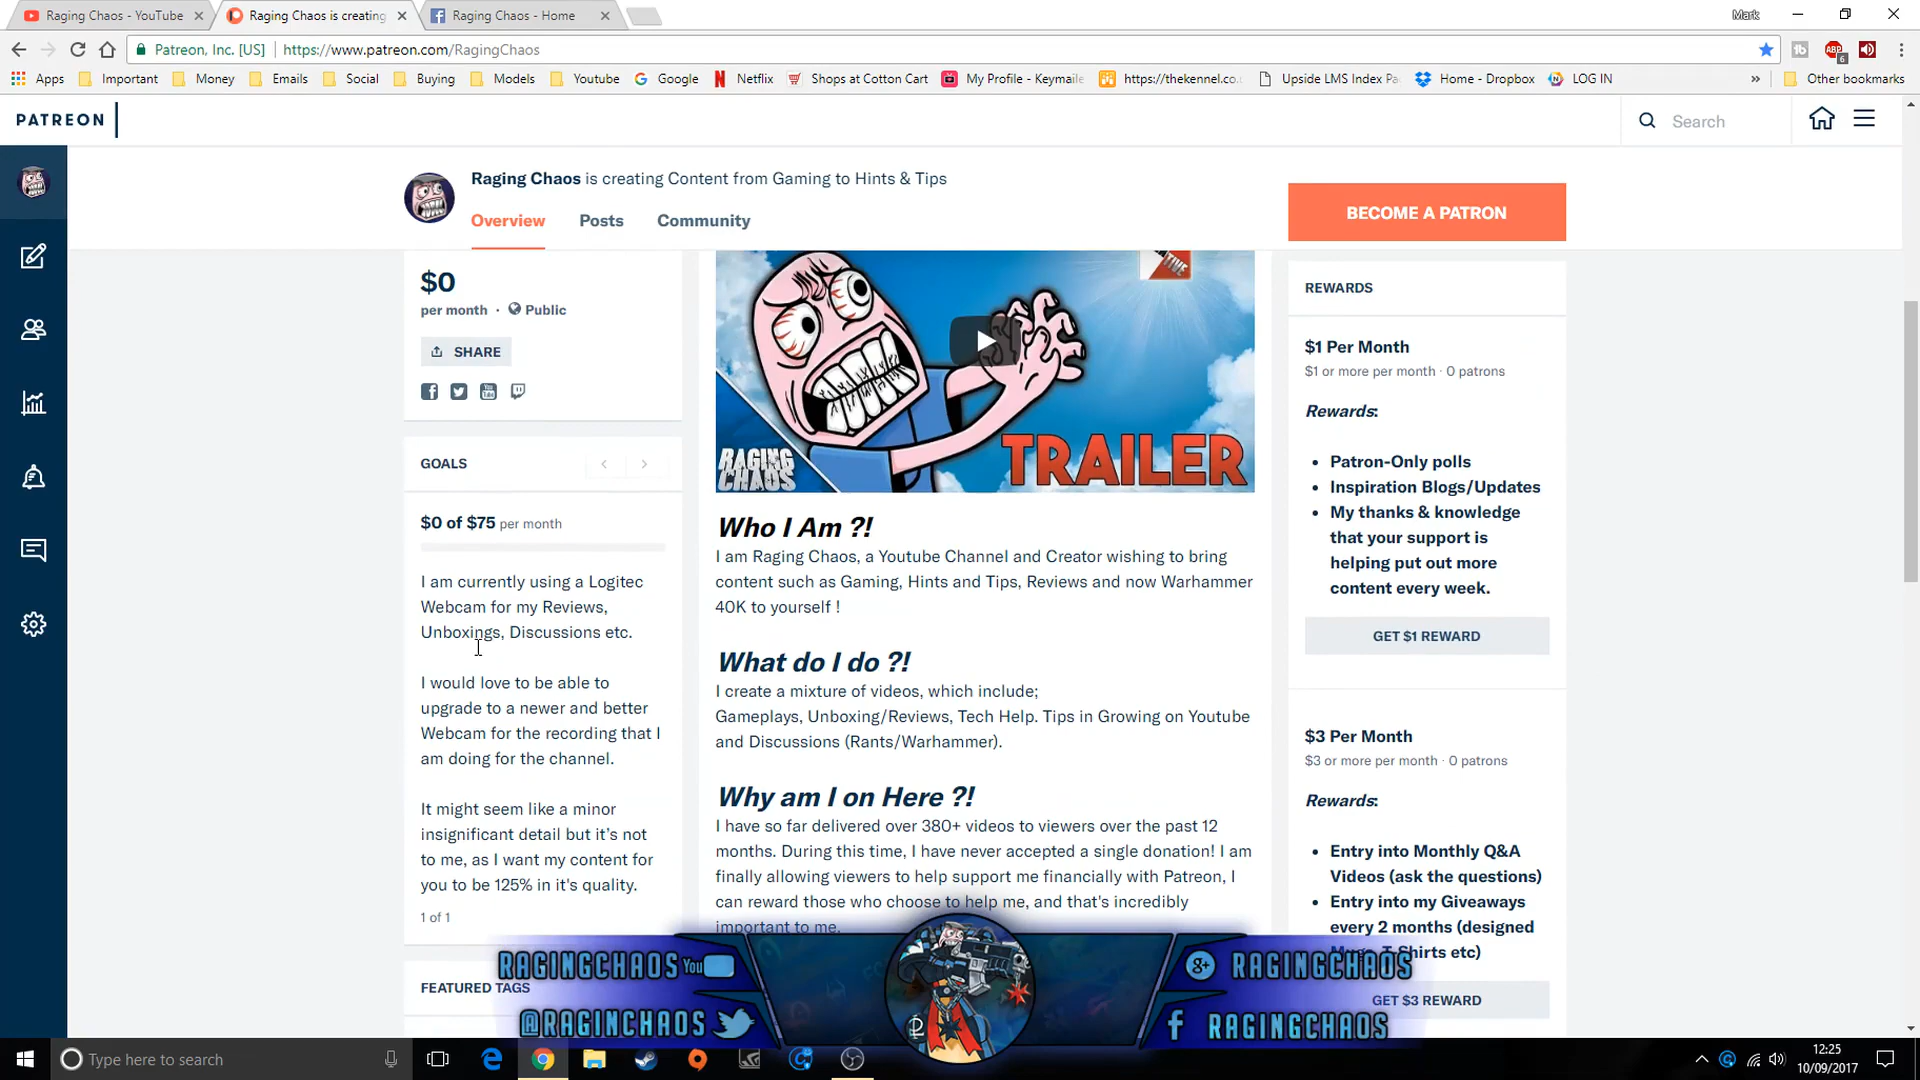 Raging Chaos - YouTube
Raging Chaos is creating
Raging Chaos - Home
Mark
Patreon, Inc. [US]
https://www.patreon.com/RagingChaos
Apps
Important
Money
Emails
Social
Buying
Models
Youtube
Google
Netflix
Shops at Cotton Cart
My Profile - Keymaile
https://thekennel.co.
Upside LMS Index Pa
Home - Dropbox
LOG IN
»
Other bookmarks
PATREON
Search
Raging Chaos is creating Content from Gaming to Hints & Tips
Overview
Posts
Community
BECOME A PATRON
$0
per month · Public
SHARE
GOALS
$0 of $75 per month
I am currently using a Logitec
Webcam for my Reviews,
Unboxings, Discussions etc.
I would love to be able to
upgrade to a newer and better
Webcam for the recording that I
am doing for the channel.
It might seem like a minor
insignificant detail but it's not
to me, as I want my content for
you to be 125% in it's quality.
1 of 1
FEATURED TAGS
RAGING
CHAOS
TRAILER
Who I Am ?!
I am Raging Chaos, a Youtube Channel and Creator wishing to bring
content such as Gaming, Hints and Tips, Reviews and now Warhammer
40K to yourself !
What do I do ?!
I create a mixture of videos, which include;
Gameplays, Unboxing/Reviews, Tech Help. Tips in Growing on Youtube
and Discussions (Rants/Warhammer).
Why am I on Here ?!
I have so far delivered over 380+ videos to viewers over the past 12
months. During this time, I have never accepted a single donation! I am
finally allowing viewers to help support me financially with Patreon, I
can reward those who choose to help me, and that's incredibly
important to me.
REWARDS
$1 Per Month
$1 or more per month · 0 patrons
Rewards:
• Patron-Only polls
• Inspiration Blogs/Updates
• My thanks & knowledge
that your support is
helping put out more
content every week.
GET $1 REWARD
$3 Per Month
$3 or more per month · 0 patrons
Rewards:
• Entry into Monthly Q&A
Videos (ask the questions)
• Entry into my Giveaways
every 2 months (designed
Shirts etc)
GET $3 REWARD
RAGINGCHAOS You
@RAGINCHAOS
RAGINGCHAOS
RAGINGCHAOS
Type here to search
12:25
10/09/2017